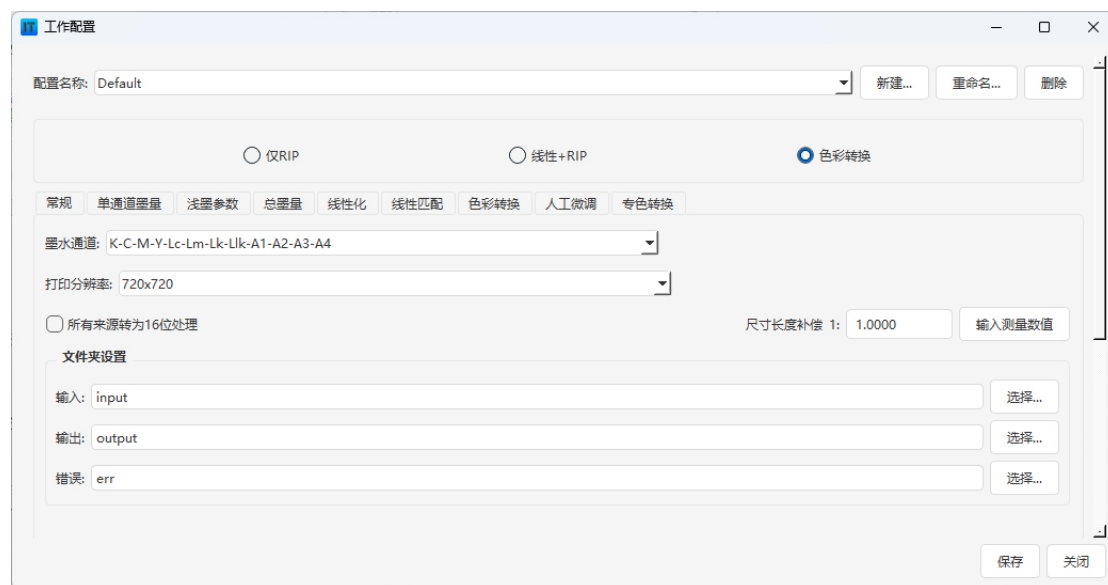 IT 工作配置
配置名称: Default 新建... 重命名... 删除
仅RIP 线性+RIP 色彩转换
常规 单通道墨量 浅墨参数 总墨量 线性化 线性匹配 色彩转换 人工微调 专色转换
墨水通道: K-C-M-Y-Lc-Lm-Lk-Llk-A1-A2-A3-A4
打印分辨率: 720x720
所有来源转为16位处理 尺寸长度补偿 1: 1.0000 输入测量数值
文件夹设置
输入: input 选择...
输出: output 选择...
错误: err 选择...
保存 关闭